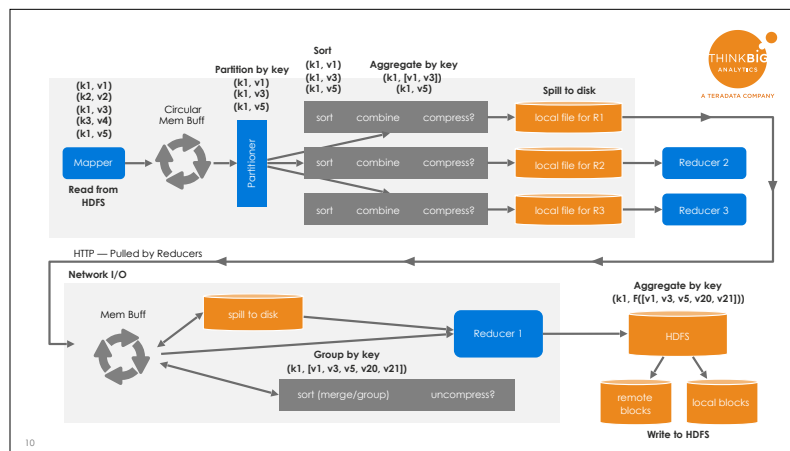 THINKBIG
ANALYTICS
A TERADATA COMPANY
Sort
(k1, v1)
(k1, v3)
(k1, v5)
Aggregate by key
(k1, [v1, v3])
(k1, v5)
Partition by key
(k1, v1)
(k1, v3)
(k1, v5)
(k1, v1)
(k2, v2)
(k1, v3)
(k3, v4)
(k1, v5)
Spill to disk
Circular
Mem Buff
Mapper
Read from
HDFS
Partitioner
sort combine compress?
local file for R1
sort combine compress?
local file for R2
Reducer 2
sort combine compress?
local file for R3
Reducer 3
HTTP — Pulled by Reducers
Network I/O
Mem Buff
spill to disk
Reducer 1
Group by key
(k1, [v1, v3, v5, v20, v21])
sort (merge/group) uncompress?
Aggregate by key
(k1, F([v1, v3, v5, v20, v21]))
HDFS
remote
blocks
local blocks
Write to HDFS
10